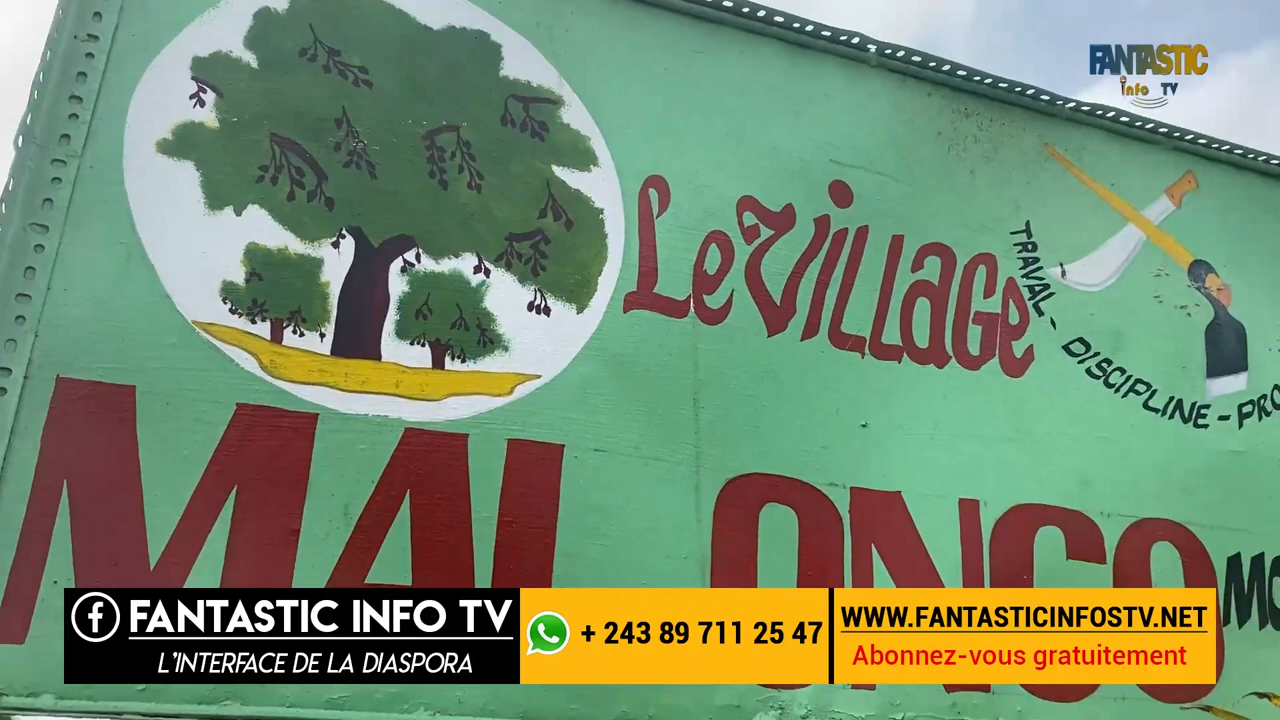 FANTASTIC
info TV
Le Village
TRAVAL - DISCIPLINE - PRO
FANTASTIC INFO TV
L'INTERFACE DE LA DIASPORA
+ 243 89 711 25 47
WWW.FANTASTICINFOSTV.NET
Abonnez-vous gratuitement